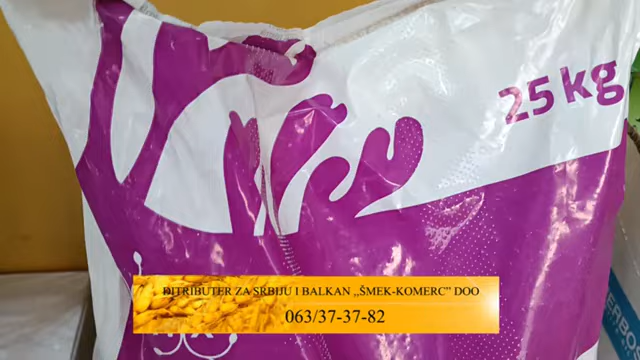 25 kg
DITRIBUTER ZA SRBIJU I BALKAN ,,ŠMEK-KOMERC" DOO
063/37-37-82